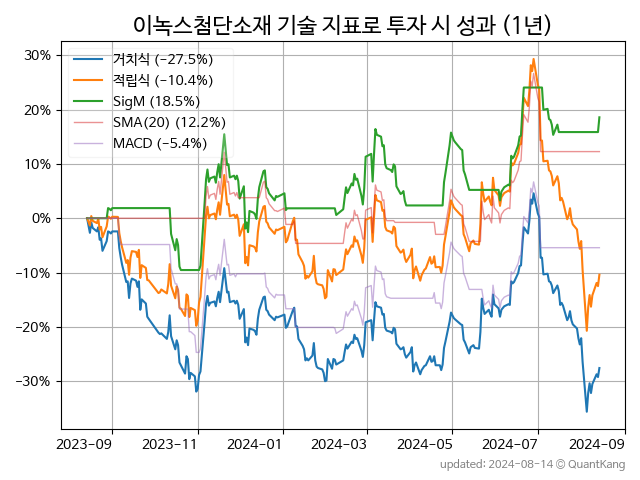 이녹스첨단소재 기술 지표로 투자 시 성과 (1년)
거치식 (-27.5%)
적립식 (-10.4%)
SigM (18.5%)
SMA(20) (12.2%)
MACD (-5.4%)
30%
20%
10%
0%
-10%
-20%
-30%
2023-09 2023-11 2024-01 2024-03 2024-05 2024-07 2024-09
updated: 2024-08-14 © QuantKang